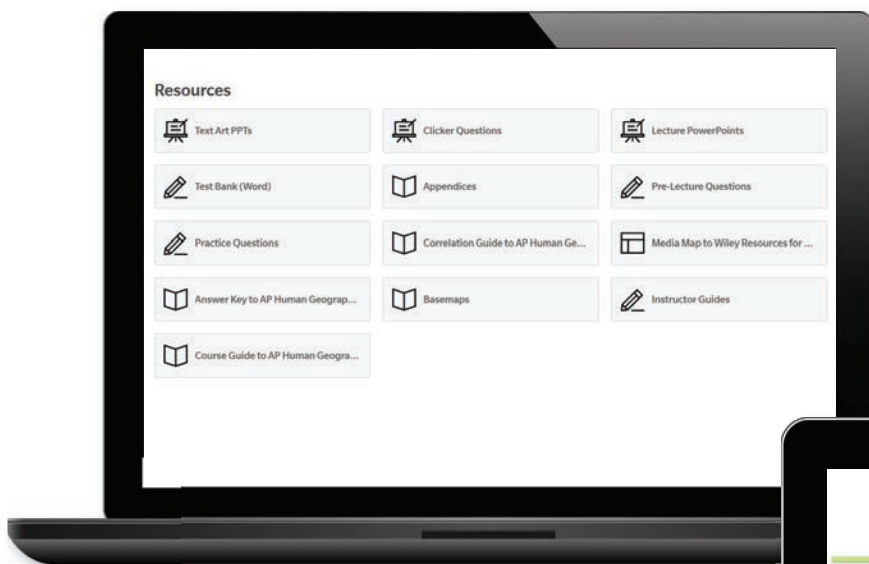 Resources
Text Art PPTs
Clicker Questions
Lecture PowerPoints
Test Bank (Word)
Appendices
Pre-Lecture Questions
Practice Questions
Correlation Guide to AP Human Ge...
Media Map to Wiley Resources for ...
Answer Key to AP Human Geograp...
Basemaps
Instructor Guides
Course Guide to AP Human Geogra...